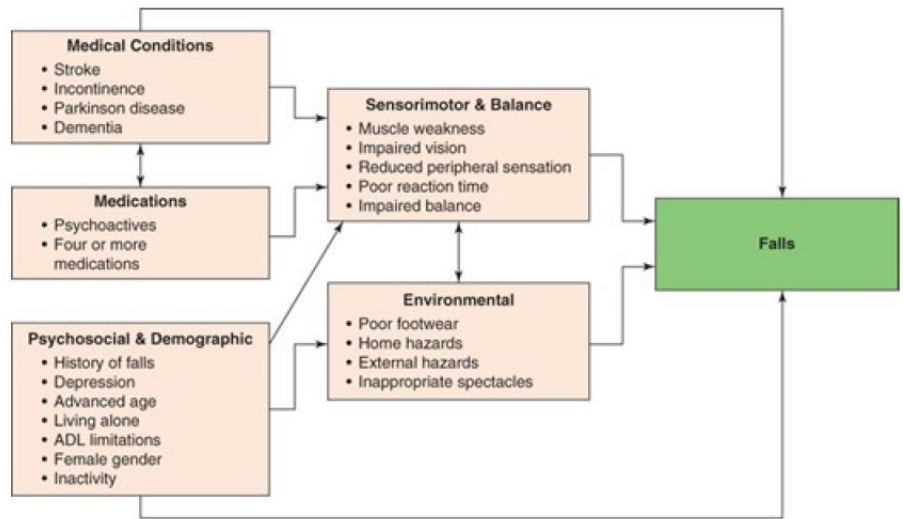 Medical Conditions
• Stroke
• Incontinence
• Parkinson disease
• Dementia
Medications
• Psychoactives
• Four or more
medications
Psychosocial & Demographic
• History of falls
• Depression
• Advanced age
• Living alone
• ADL limitations
• Female gender
• Inactivity
Sensorimotor & Balance
• Muscle weakness
• Impaired vision
• Reduced peripheral sensation
• Poor reaction time
• Impaired balance
Environmental
• Poor footwear
• Home hazards
• External hazards
• Inappropriate spectacles
Falls